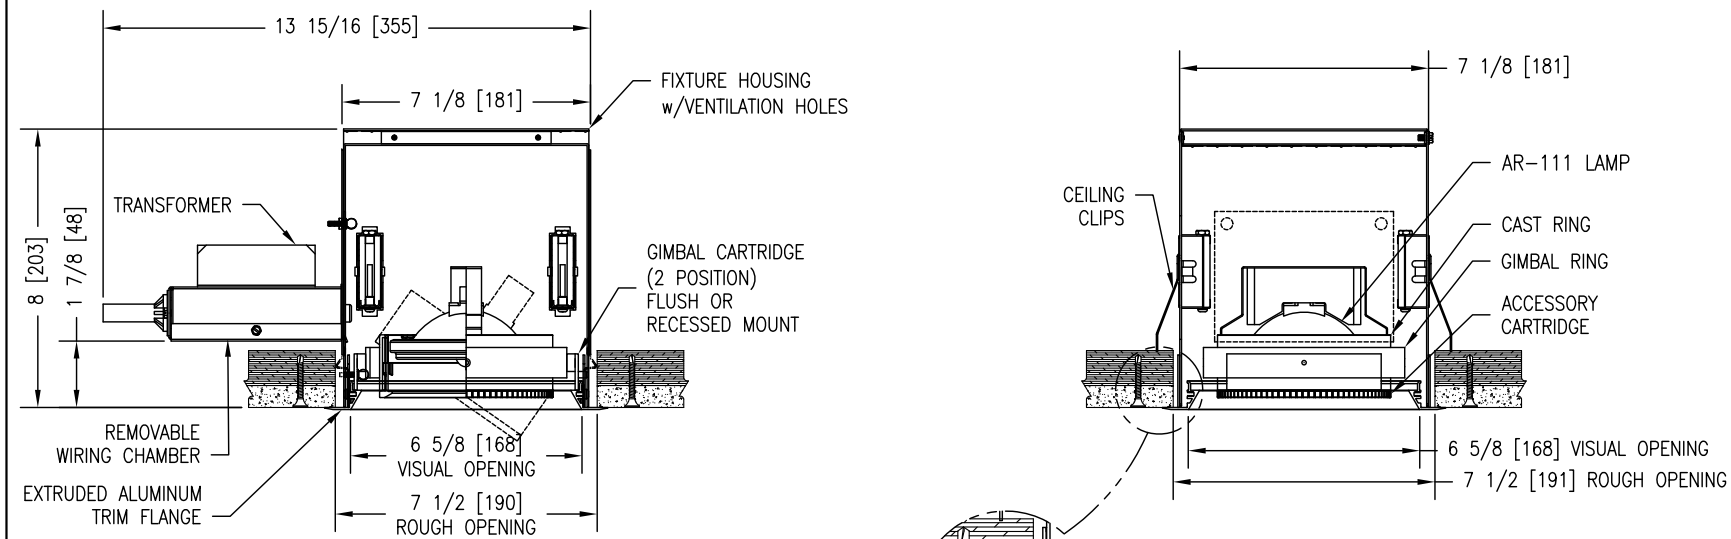 13 15/16 [355]
7 1/8 [181]
FIXTURE HOUSING
w/VENTILATION HOLES
8 [203]
1 7/8 [48]
TRANSFORMER
GIMBAL CARTRIDGE
(2 POSITION)
FLUSH OR
RECESSED MOUNT
REMOVABLE
WIRING CHAMBER
EXTRUDED ALUMINUM
TRIM FLANGE
6 5/8 [168]
VISUAL OPENING
7 1/2 [190]
ROUGH OPENING
7 1/8 [181]
AR-111 LAMP
CEILING
CLIPS
CAST RING
GIMBAL RING
ACCESSORY
CARTRIDGE
6 5/8 [168] VISUAL OPENING
7 1/2 [191] ROUGH OPENING